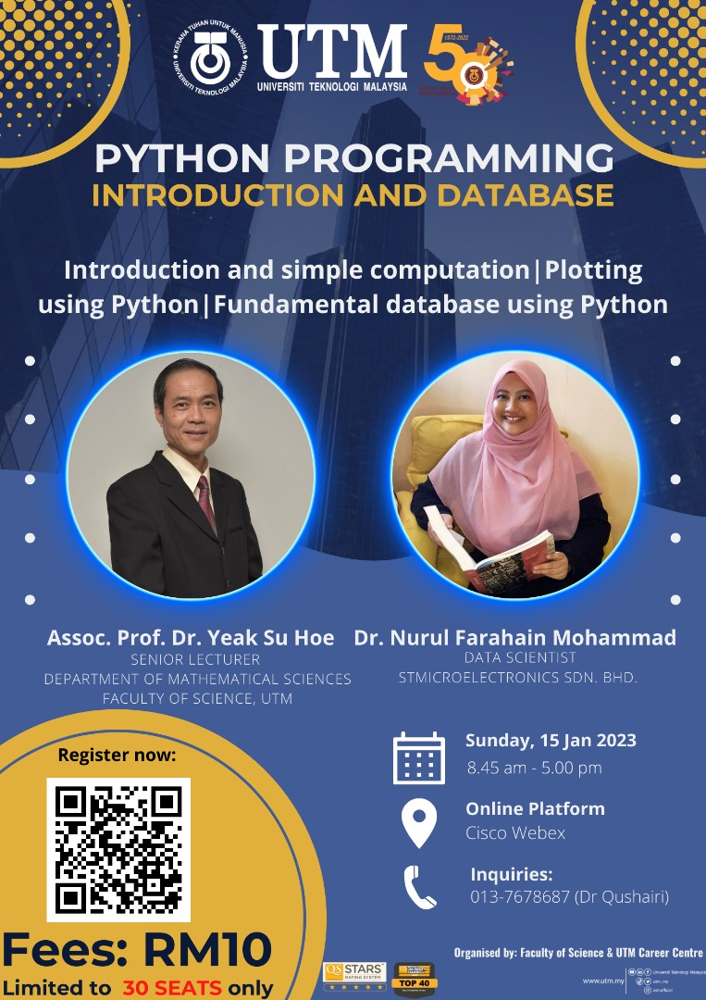 KERANA TUHAN UNTUK MANUSIA
UNIVERSITI TEKNOLOGI MALAYSIA
UTM
UNIVERSITI TEKNOLOGI MALAYSIA
1972-2022
50
PYTHON PROGRAMMING
INTRODUCTION AND DATABASE
Introduction and simple computation|Plotting
using Python|Fundamental database using Python
Assoc. Prof. Dr. Yeak Su Hoe
SENIOR LECTURER
DEPARTMENT OF MATHEMATICAL SCIENCES
FACULTY OF SCIENCE, UTM
Dr. Nurul Farahain Mohammad
DATA SCIENTIST
STMICROELECTRONICS SDN. BHD.
Register now:
Fees: RM10
Limited to 30 SEATS only
Sunday, 15 Jan 2023
8.45 am - 5.00 pm
Online Platform
Cisco Webex
Inquiries:
013-7678687 (Dr Qushairi)
Organised by: Faculty of Science & UTM Career Centre
QS STARS
RATING SYSTEM
TOP 40
www.utm.my
Universiti Teknologi Malaysia
utm_my
utmofficial